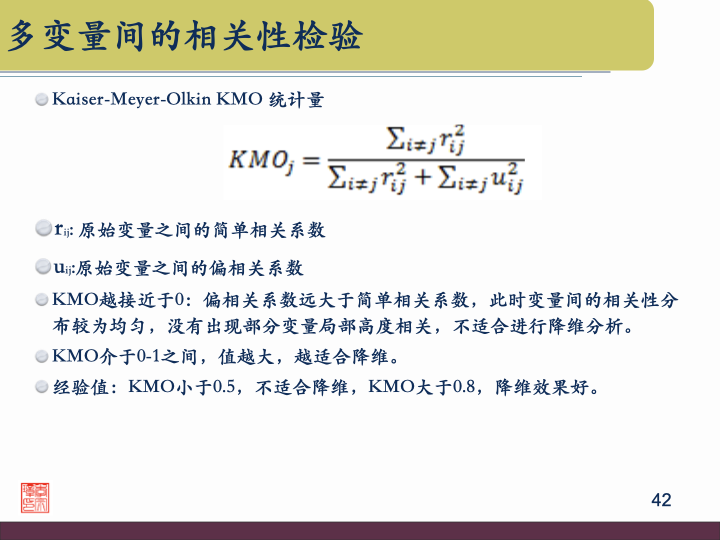 多变量间的相关性检验
Kaiser-Meyer-Olkin KMO 统计量
KMO_j = \frac{\sum_{i≠j} r_{ij}^2}{\sum_{i≠j} r_{ij}^2 + \sum_{i≠j} u_{ij}^2}
r_{ij}: 原始变量之间的简单相关系数
u_{ij}:原始变量之间的偏相关系数
KMO越接近于0：偏相关系数远大于简单相关系数，此时变量间的相关性分
布较为均匀，没有出现部分变量局部高度相关，不适合进行降维分析。
KMO介于0-1之间，值越大，越适合降维。
经验值：KMO小于0.5，不适合降维，KMO大于0.8，降维效果好。
42